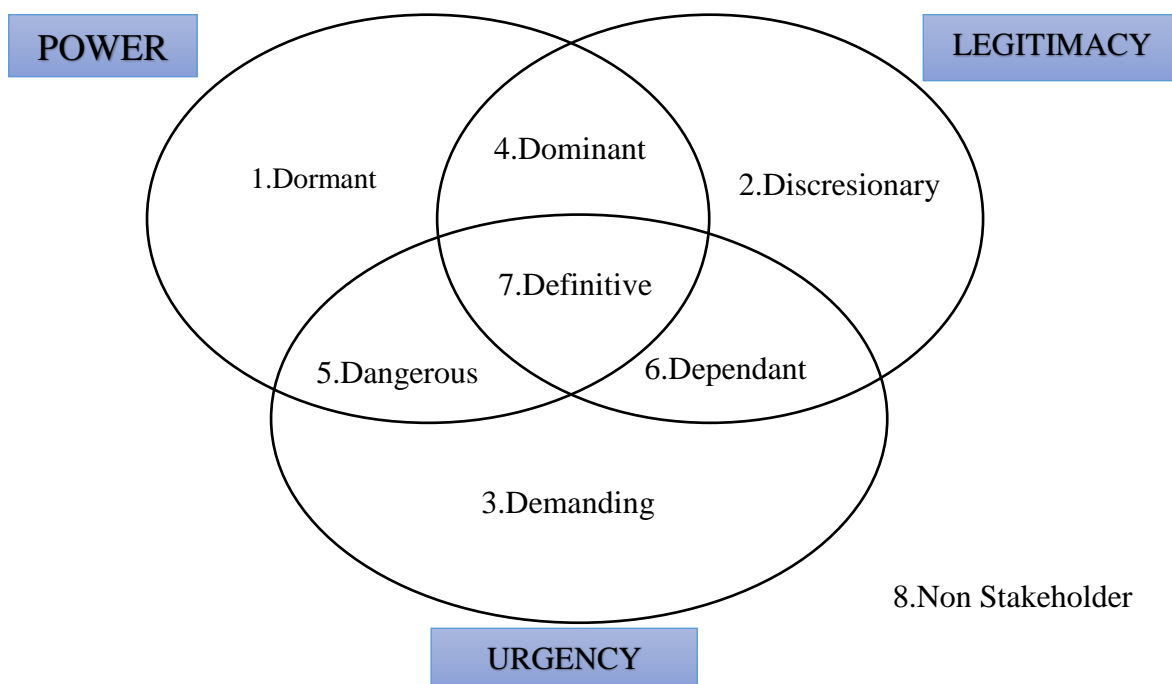 POWER
LEGITIMACY
4.Dominant
1.Dormant
2.Discresionary
7.Definitive
5.Dangerous
6.Dependant
3.Demanding
8.Non Stakeholder
URGENCY